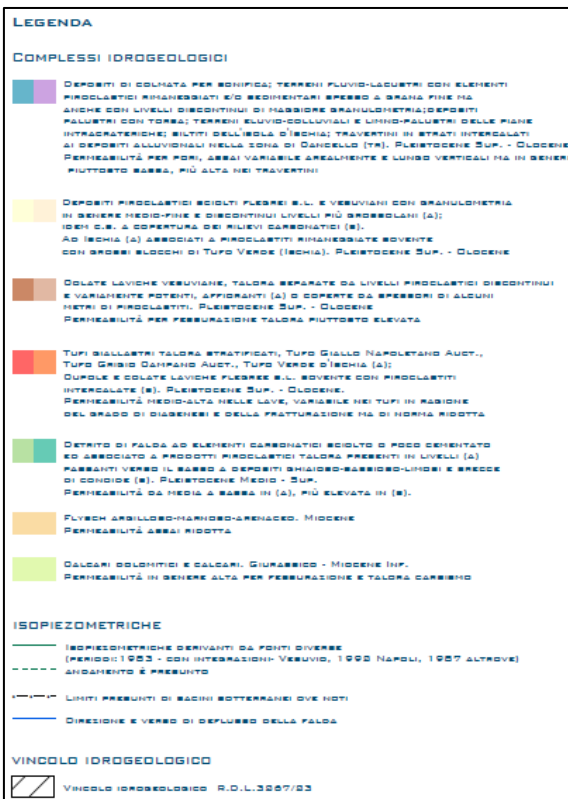 LEGENDA
COMPLESSI IDROGEOLOGICI
DEPOSITI DI COLMATA PER BONIFICA; TERRENI FLUVIO-LACUSTRI CON ELEMENTI
PIROCLASTICI RIMANEGGIATI E/O SEDIMENTARI SPESSO A GRANA FINE MA
ANCHE CON LIVELLI DISCONTINUI DI MAGGIORE GRANULOMETRIA; DEPOSITI
PALUSTRI CON TORBA; TERRENI ELUVIO-COLLUVIALI E LIMNO-PALUSTRI DELLE PIANE
INTRACRATERICHE; SILTITI DELL'ISOLA D'ISCHIA; TRAVERTINI IN STRATI INTERCALATI
AI DEPOSITI ALLUVIONALI NELLA ZONA DI CANCELLO (TR). PLEISTOCENE SUP. - OLOCENE
PERMEABILITÀ PER PORI, ASSAI VARIABILE AREALMENTE E LUNGO VERTICALI MA IN GENERE
PIUTTOSTO BASSA, PIÙ ALTA NEI TRAVERTINI
DEPOSITI PIROCLASTICI SCIOLTI FLEGREI S.L. E VESUVIANI CON GRANULOMETRIA
IN GENERE MEDIO-FINE E DISCONTINUI LIVELLI PIÙ GROSSOLANI (A);
IDEM C.S. A COPERTURA DEI RILIEVI CARBONATICI (B).
AD ISCHIA (A) ASSOCIATI A PIROCLASTITI RIMANEGGIATE SOVENTE
CON GROSSI BLOCCHI DI TUFO VERDE (ISCHIA). PLEISTOCENE SUP. - OLOCENE
COLATE LAVICHE VESUVIANE, TALORA SEPARATE DA LIVELLI PIROCLASTICI DISCONTINUI
E VARIAMENTE POTENTI, AFFIORANTI (A) O COPERTE DA SPESSORI DI ALCUNI
METRI DI PIROCLASTITI. PLEISTOCENE SUP. - OLOCENE
PERMEABILITÀ PER FESSURAZIONE TALORA PIUTTOSTO ELEVATA
TUFI GIALLASTRI TALORA STRATIFICATI, TUFO GIALLO NAPOLETANO AUCT.,
TUFO GRIGIO CAMPANO AUCT., TUFO VERDE D'ISCHIA (A);
CUPOLE E COLATE LAVICHE FLEGREE S.L. SOVENTE CON PIROCLASTITI
INTERCALATE (B). PLEISTOCENE SUP. - OLOCENE.
PERMEABILITÀ MEDIO-ALTA NELLE LAVE, VARIABILE NEI TUFI IN RAGIONE
DEL GRADO DI DIAGENESI E DELLA FRATTURAZIONE MA DI NORMA RIDOTTA
DETRITO DI FALDA AD ELEMENTI CARBONATICI SCIOLTO O POCO CEMENTATO
ED ASSOCIATO A PRODOTTI PIROCLASTICI TALORA PRESENTI IN LIVELLI (A)
PASSANTI VERSO IL BASSO A DEPOSITI GHIAIOSO-SABBIOSO-LIMOSI E BRECCE
DI CONOIDE (B). PLEISTOCENE MEDIO - SUP.
PERMEABILITÀ DA MEDIA A BASSA IN (A), PIÙ ELEVATA IN (B).
FLYSCH ARGILLOSO-MARNOSO-ARENACEO. MIOCENE
PERMEABILITÀ ASSAI RIDOTTA
CALCARI DOLOMITICI E CALCARI. GIURASSICO - MIOCENE INF.
PERMEABILITÀ IN GENERE ALTA PER FESSURAZIONE E TALORA CARSISMO
ISOPIEZOMETRICHE
ISOPIEZOMETRICHE DERIVANTI DA FONTI DIVERSE
(PERIODI:1983 - CON INTEGRAZIONI- VESUVIO, 1992 NAPOLI, 1987 ALTROVE)
ANDAMENTO È PRESUNTO
LIMITI PRESUNTI DI BACINI SOTTERRANEI OVE NOTI
DIREZIONE E VERSO DI DEFLUSSO DELLA FALDA
VINCOLO IDROGEOLOGICO
VINCOLO IDROGEOLOGICO R.D.L.3267/23